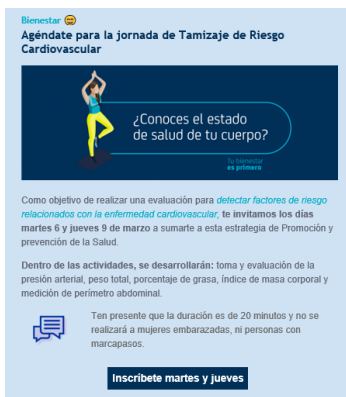 Bienestar
Agéndate para la jornada de Tamizaje de Riesgo
Cardiovascular
¿Conoces el estado
de salud de tu cuerpo?
Tu bienestar
es primero
Como objetivo de realizar una evaluación para detectar factores de riesgo
relacionados con la enfermedad cardiovascular, te invitamos los días
martes 6 y jueves 9 de marzo a sumarte a esta estrategia de Promoción y
prevención de la Salud.
Dentro de las actividades, se desarrollarán: toma y evaluación de la
presión arterial, peso total, porcentaje de grasa, índice de masa corporal y
medición de perímetro abdominal.
Ten presente que la duración es de 20 minutos y no se
realizará a mujeres embarazadas, ni personas con
marcapasos.
Inscríbete martes y jueves